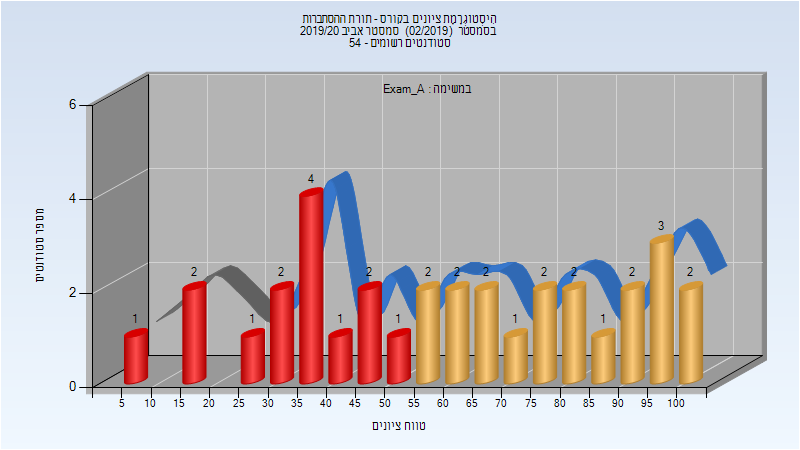 היסטוגרמת ציונים בקורס - תורת ההסתברות
בסמסטר (02/2019) סמסטר אביב 2019/20
סטודנטים רשומים - 54
במשימה : Exam_A
מספר סטודנטים
6
4
2
0
1 2 1 2 4 1 2 1 2 2 2 1 2 2 1 2 3 2
5 10 15 20 25 30 35 40 45 50 55 60 65 70 75 80 85 90 95 100
טווח ציונים